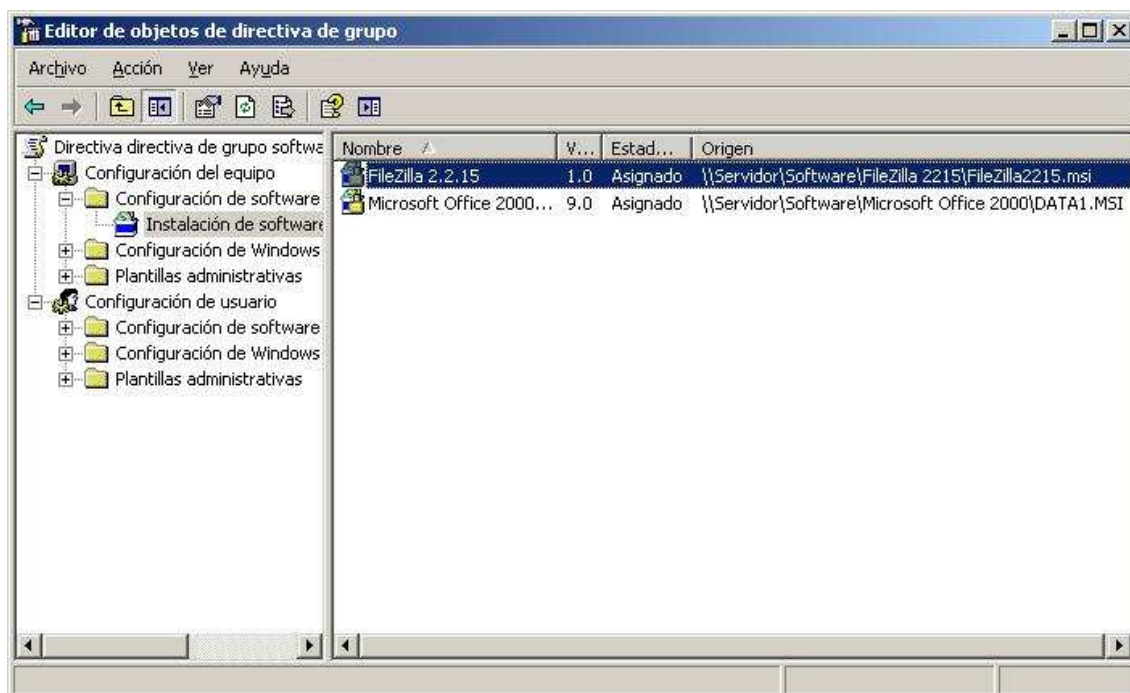 Editor de objetos de directiva de grupo
Archivo Acción Ver Ayuda
Directiva directiva de grupo softwa
Configuración del equipo
Configuración de software
Instalación de software
Configuración de Windows
Plantillas administrativas
Configuración de usuario
Configuración de software
Configuración de Windows
Plantillas administrativas
Nombre V... Estad... Origen
FileZilla 2.2.15 1.0 Asignado \\Servidor\Software\FileZilla 2215\FileZilla2215.msi
Microsoft Office 2000... 9.0 Asignado \\Servidor\Software\Microsoft Office 2000\DATA1.MSI